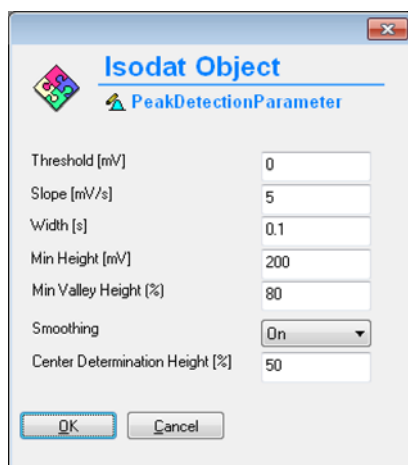 Isodat Object
PeakDetectionParameter
Threshold [mV] 0
Slope [mV/s] 5
Width [s] 0.1
Min Height [mV] 200
Min Valley Height (%) 80
Smoothing On
Center Determination Height [%] 50
OK Cancel